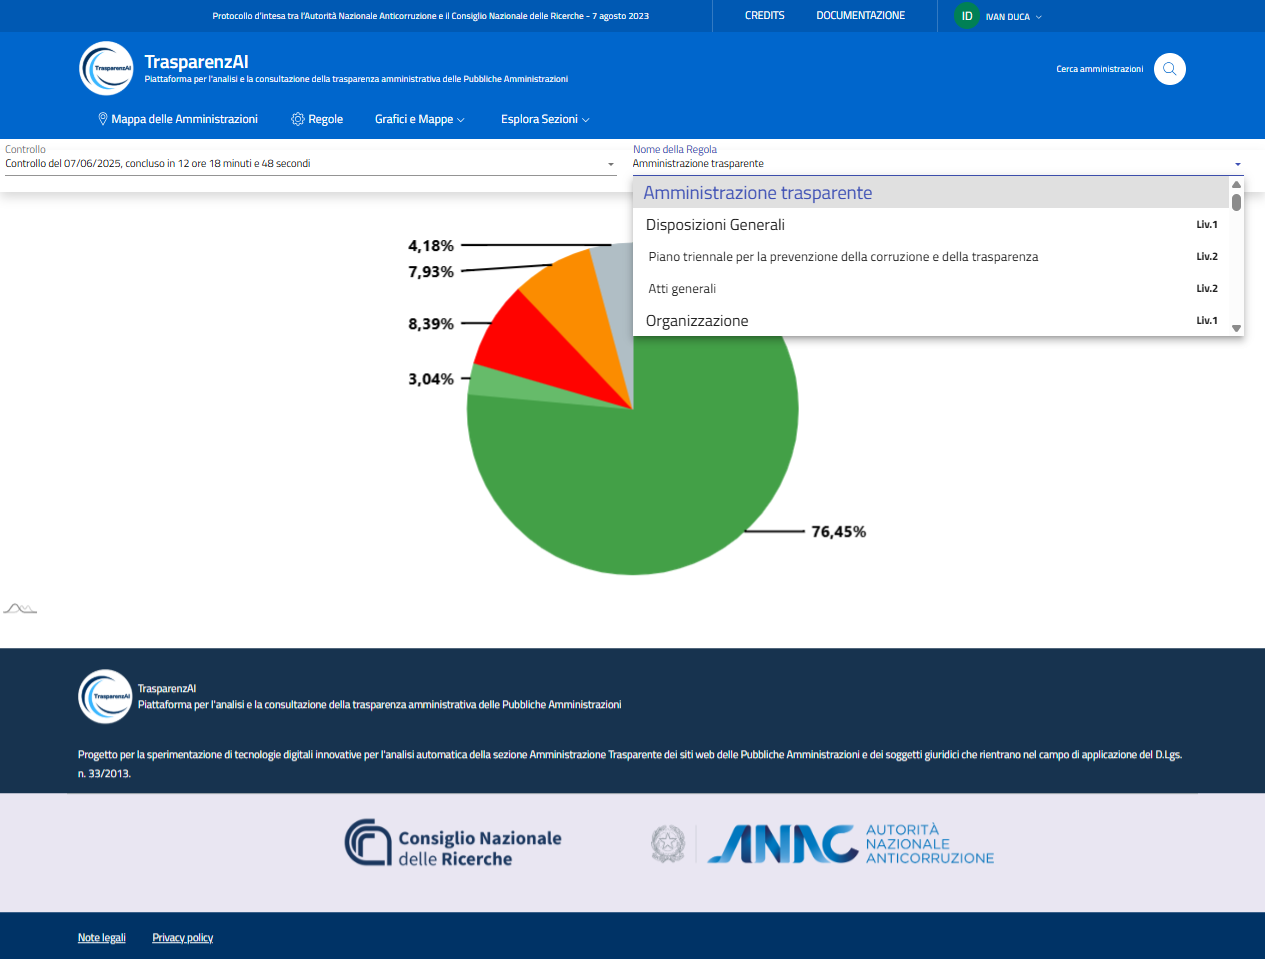 Protocollo d'intesa tra l'Autorità Nazionale Anticorruzione e il Consiglio Nazionale delle Ricerche - 7 agosto 2023
CREDITS
DOCUMENTAZIONE
ID
IVAN DUCA
TrasparenzAI
TrasparenzAI
Piattaforma per l'analisi e la consultazione della trasparenza amministrativa delle Pubbliche Amministrazioni
Cerca amministrazioni
Mappa delle Amministrazioni
Regole
Grafici e Mappe
Esplora Sezioni
Controllo
Controllo del 07/06/2025, concluso in 12 ore 18 minuti e 48 secondi
Nome della Regola
Amministrazione trasparente
Amministrazione trasparente
Disposizioni Generali Liv.1
Piano triennale per la prevenzione della corruzione e della trasparenza Liv.2
Atti generali Liv.2
Organizzazione Liv.1
4,18%
7,93%
8,39%
3,04%
76,45%
TrasparenzAI
TrasparenzAI
Piattaforma per l'analisi e la consultazione della trasparenza amministrativa delle Pubbliche Amministrazioni
Progetto per la sperimentazione di tecnologie digitali innovative per l'analisi automatica della sezione Amministrazione Trasparente dei siti web delle Pubbliche Amministrazioni e dei soggetti giuridici che rientrano nel campo di applicazione del D.Lgs.
n. 33/2013.
Consiglio Nazionale
delle Ricerche
ANAC
AUTORITÀ
NAZIONALE
ANTICORRUZIONE
Note legali
Privacy policy